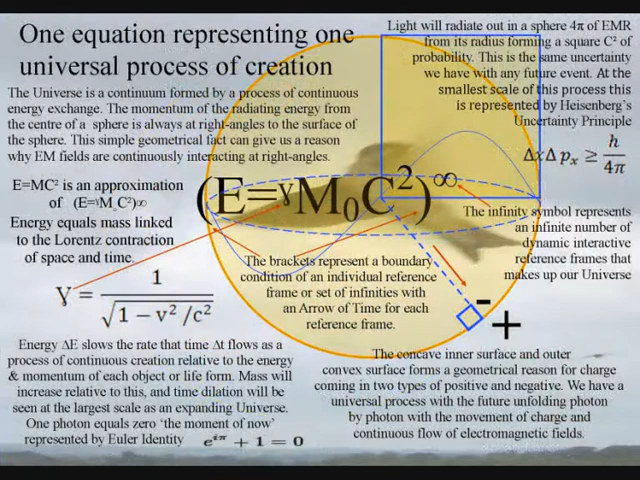 One equation representing one
universal process of creation
The Universe is a continuum formed by a process of continuous
energy exchange. The momentum of the radiating energy from
the centre of a sphere is always at right-angles to the surface of
the sphere. This simple geometrical fact can give us a reason
why EM fields are continuously interacting at right-angles.
Light will radiate out in a sphere 4π of EMR
from its radius forming a square C² of
probability. This is the same uncertainty
we have with any future event. At the
smallest scale of this process this
is represented by Heisenberg's
Uncertainty Principle
Δx Δ pₓ ≥ h/4π
E=MC² is an approximation
of (E=ˠM₀C²)∞
Energy equals mass linked
to the Lorentz contraction
of space and time.
(E=ˠM₀C²)∞
The infinity symbol represents
an infinite number of
dynamic interactive
reference frames that
makes up our Universe
The brackets represent a boundary
condition of an individual reference
frame or set of infinities with
an Arrow of Time for each
reference frame.
Ɣ = 1/√(1 − v²/c²)
-
+
Energy ΔE slows the rate that time Δt flows as a
process of continuous creation relative to the energy
& momentum of each object or life form. Mass will
increase relative to this, and time dilation will be
seen at the largest scale as an expanding Universe.
One photon equals zero 'the moment of now'
represented by Euler Identity e^iπ + 1 = 0
The concave inner surface and outer
convex surface forms a geometrical reason for charge
coming in two types of positive and negative. We have a
universal process with the future unfolding photon
by photon with the movement of charge and
continuous flow of electromagnetic fields.